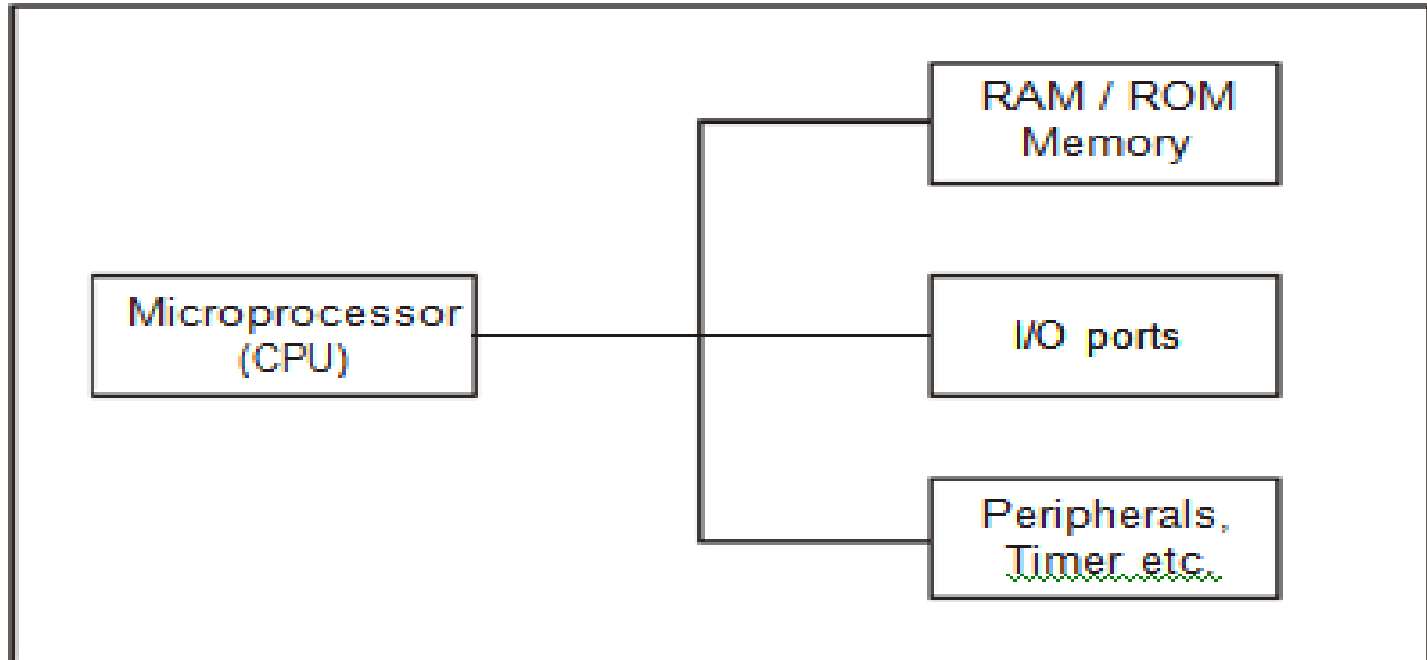 RAM / ROM
Memory
Microprocessor
(CPU)
I/O ports
Peripherals,
Timer etc.